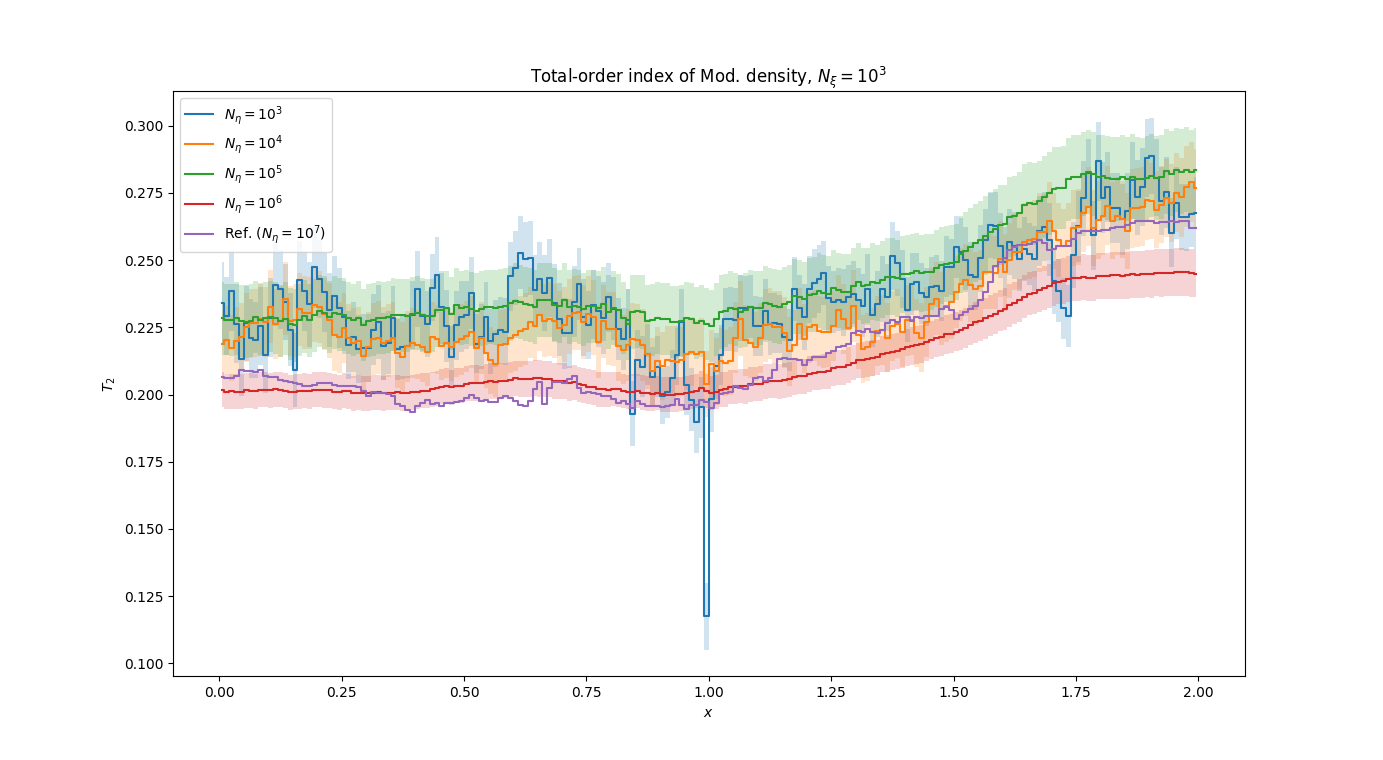 Total-order index of Mod. density, $N_\xi = 10^3$
$N_\eta = 10^3$
$N_\eta = 10^4$
$N_\eta = 10^5$
$N_\eta = 10^6$
Ref. ($N_\eta = 10^7$)
0.300
0.275
0.250
0.225
0.200
0.175
0.150
0.125
0.100
$T_2$
0.00 0.25 0.50 0.75 1.00 1.25 1.50 1.75 2.00
$x$